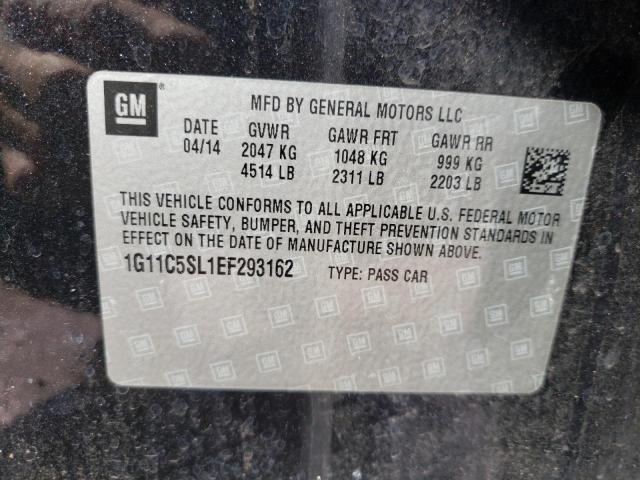 GM
MFD BY GENERAL MOTORS LLC
DATE GVWR GAWR FRT GAWR RR
04/14 2047 KG 1048 KG 999 KG
4514 LB 2311 LB 2203 LB
THIS VEHICLE CONFORMS TO ALL APPLICABLE U.S. FEDERAL MOTOR
VEHICLE SAFETY, BUMPER, AND THEFT PREVENTION STANDARDS IN
EFFECT ON THE DATE OF MANUFACTURE SHOWN ABOVE.
1G11C5SL1EF293162 TYPE: PASS CAR